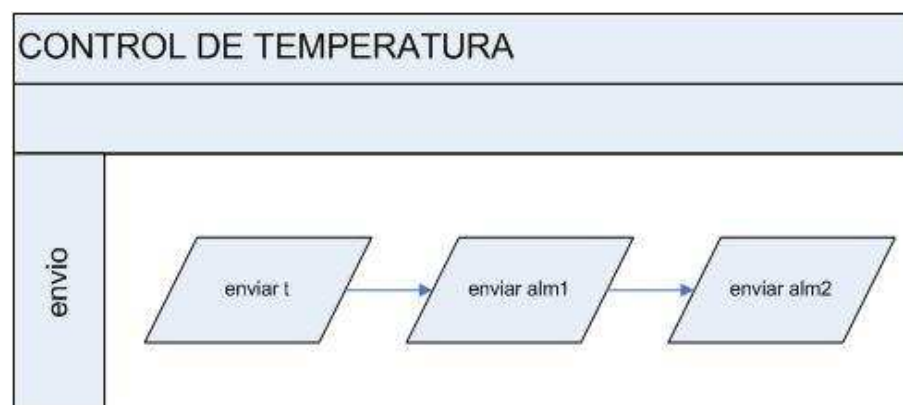 CONTROL DE TEMPERATURA
envio
enviar t
enviar alm1
enviar alm2